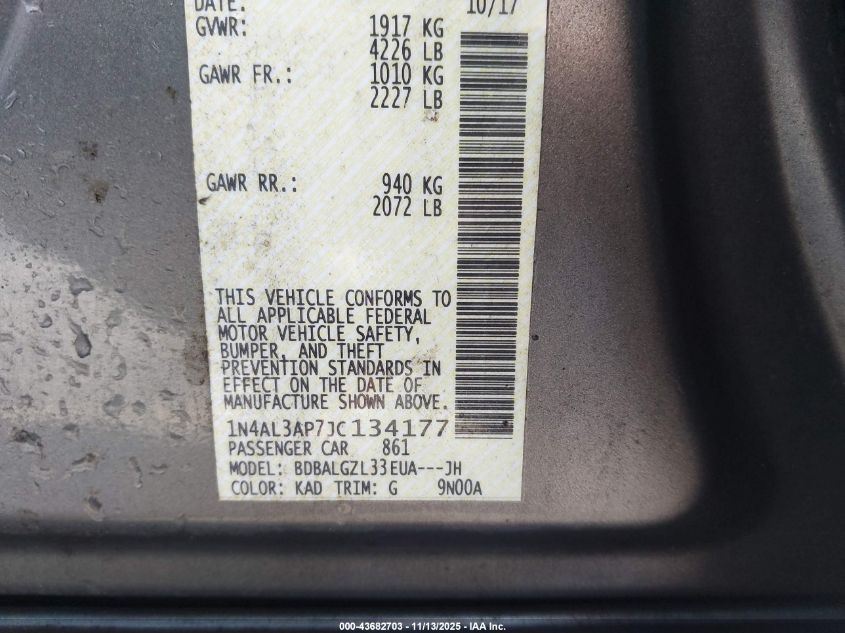 DATE: 10/17
GVWR: 1917 KG
4226 LB
GAWR FR.: 1010 KG
2227 LB
GAWR RR.: 940 KG
2072 LB
THIS VEHICLE CONFORMS TO
ALL APPLICABLE FEDERAL
MOTOR VEHICLE SAFETY,
BUMPER, AND THEFT
PREVENTION STANDARDS IN
EFFECT ON THE DATE OF
MANUFACTURE SHOWN ABOVE.
1N4AL3AP7JC134177
PASSENGER CAR 861
MODEL: BDBALGZL33EUA---JH
COLOR: KAD TRIM: G 9N00A
000-43682703 - 11/13/2025 - IAA Inc.